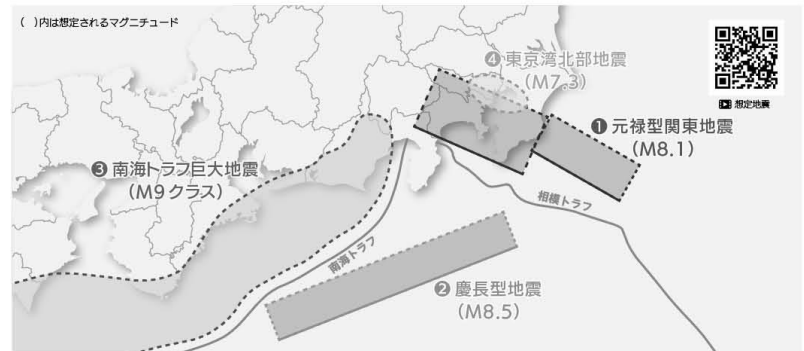 ( )内は想定されるマグニチュード
❹ 東京湾北部地震
(M7.3)
▶ 想定地震
❶ 元禄型関東地震
(M8.1)
❸ 南海トラフ巨大地震
(M9クラス)
相模トラフ
南海トラフ
❷ 慶長型地震
(M8.5)